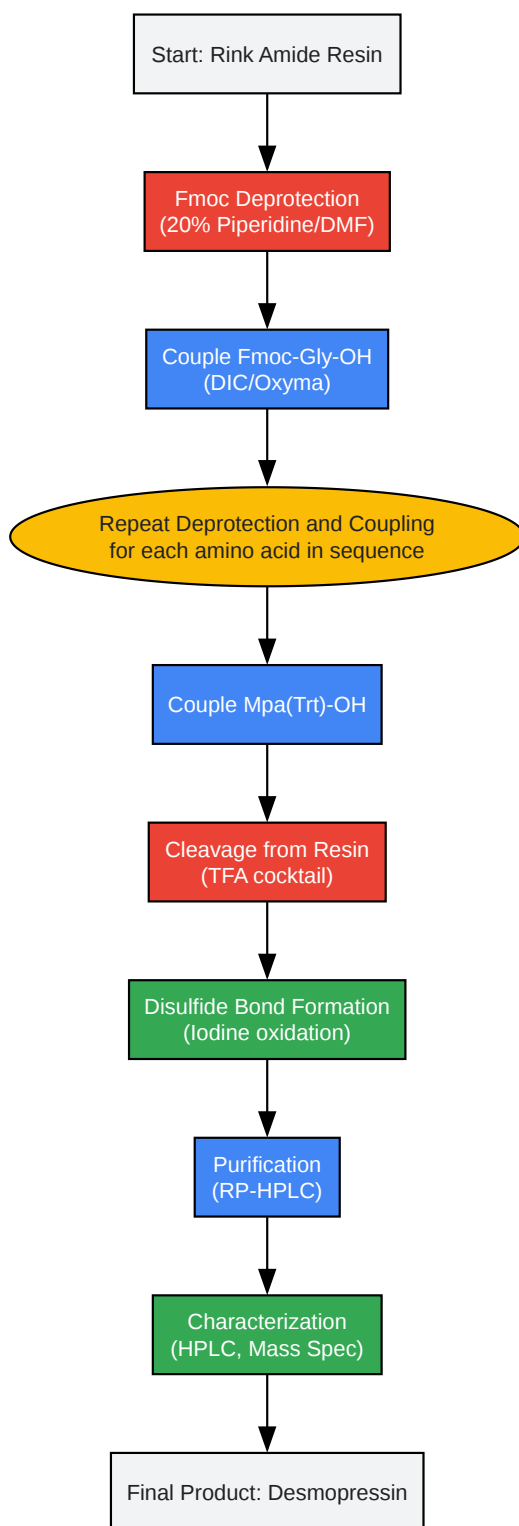 Start: Rink Amide Resin
Fmoc Deprotection
(20% Piperidine/DMF)
Couple Fmoc-Gly-OH
(DIC/Oxyma)
Repeat Deprotection and Coupling
for each amino acid in sequence
Couple Mpa(Trt)-OH
Cleavage from Resin
(TFA cocktail)
Disulfide Bond Formation
(Iodine oxidation)
Purification
(RP-HPLC)
Characterization
(HPLC, Mass Spec)
Final Product: Desmopressin